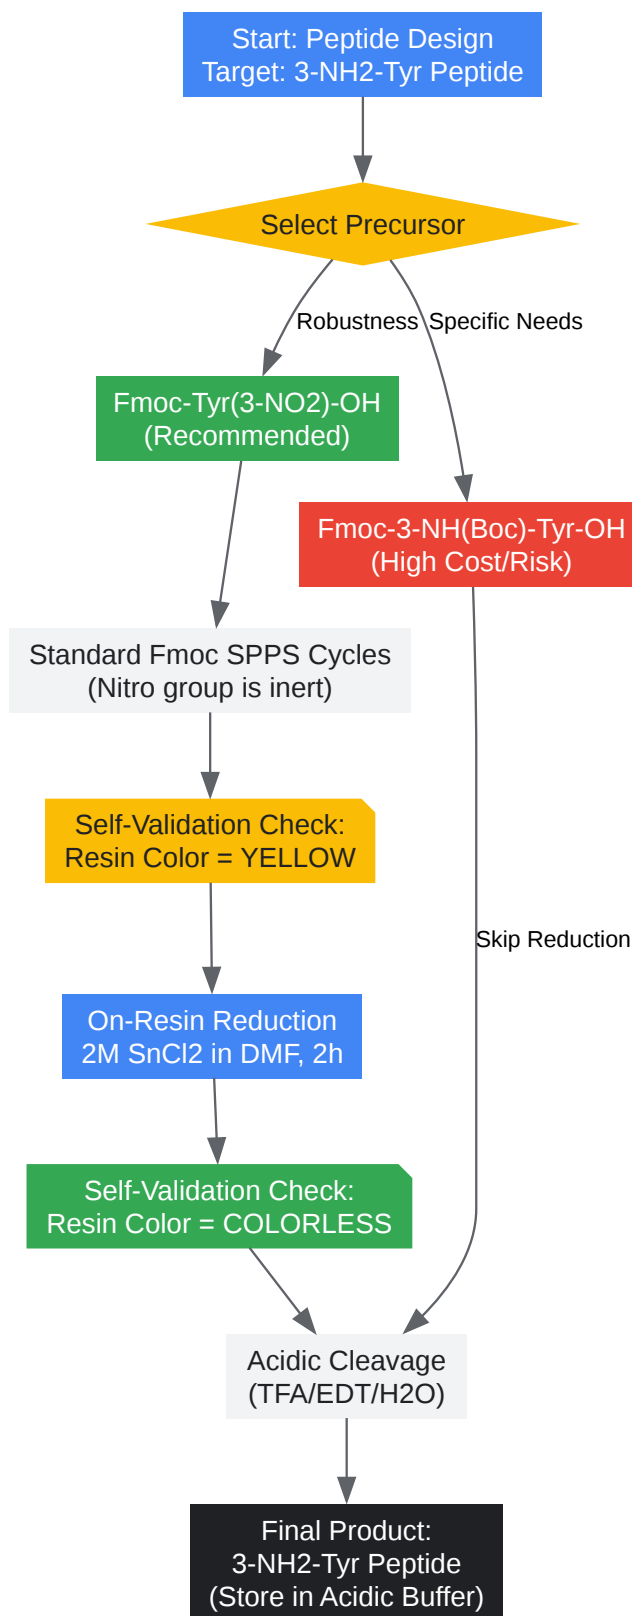 Start: Peptide Design
Target: 3-NH2-Tyr Peptide
Select Precursor
Robustness
Specific Needs
Fmoc-Tyr(3-NO2)-OH
(Recommended)
Fmoc-3-NH(Boc)-Tyr-OH
(High Cost/Risk)
Standard Fmoc SPPS Cycles
(Nitro group is inert)
Self-Validation Check:
Resin Color = YELLOW
Skip Reduction
On-Resin Reduction
2M SnCl2 in DMF, 2h
Self-Validation Check:
Resin Color = COLORLESS
Acidic Cleavage
(TFA/EDT/H2O)
Final Product:
3-NH2-Tyr Peptide
(Store in Acidic Buffer)